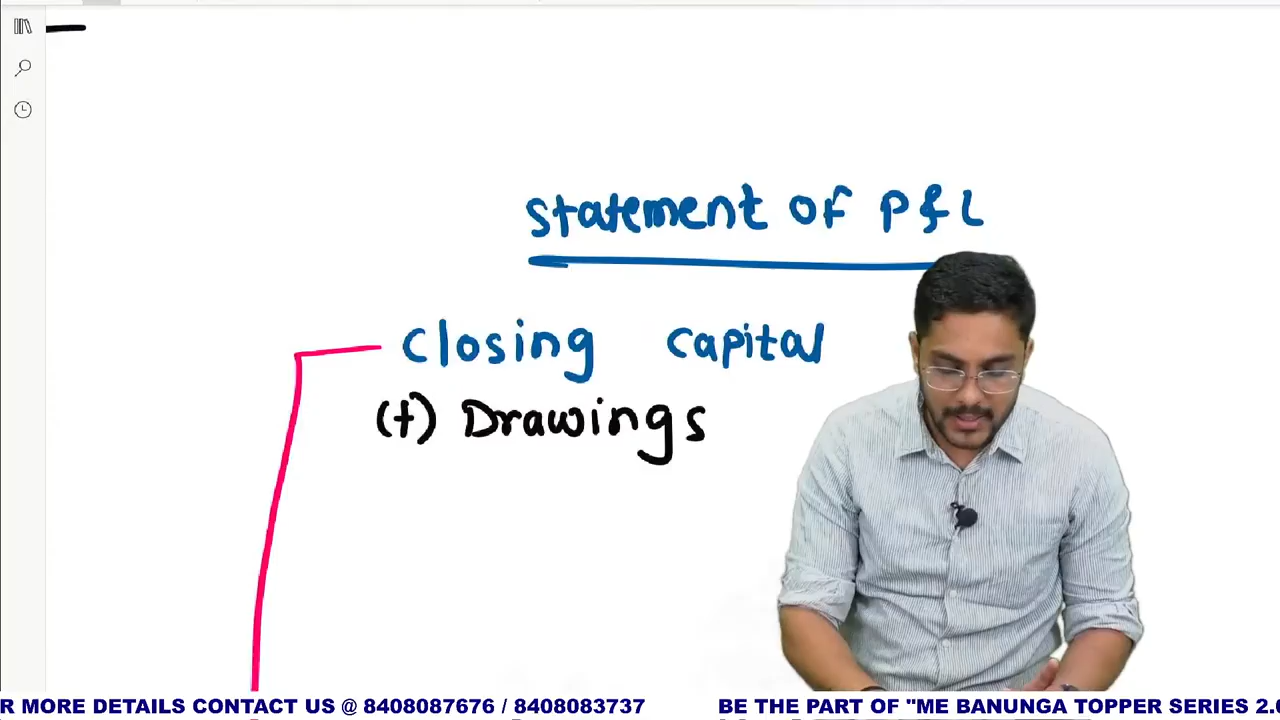 statement of P & L
closing capital
(+) Drawings
R MORE DETAILS CONTACT US @ 8408087676 / 8408083737 BE THE PART OF "ME BANUNGA TOPPER SERIES 2.0